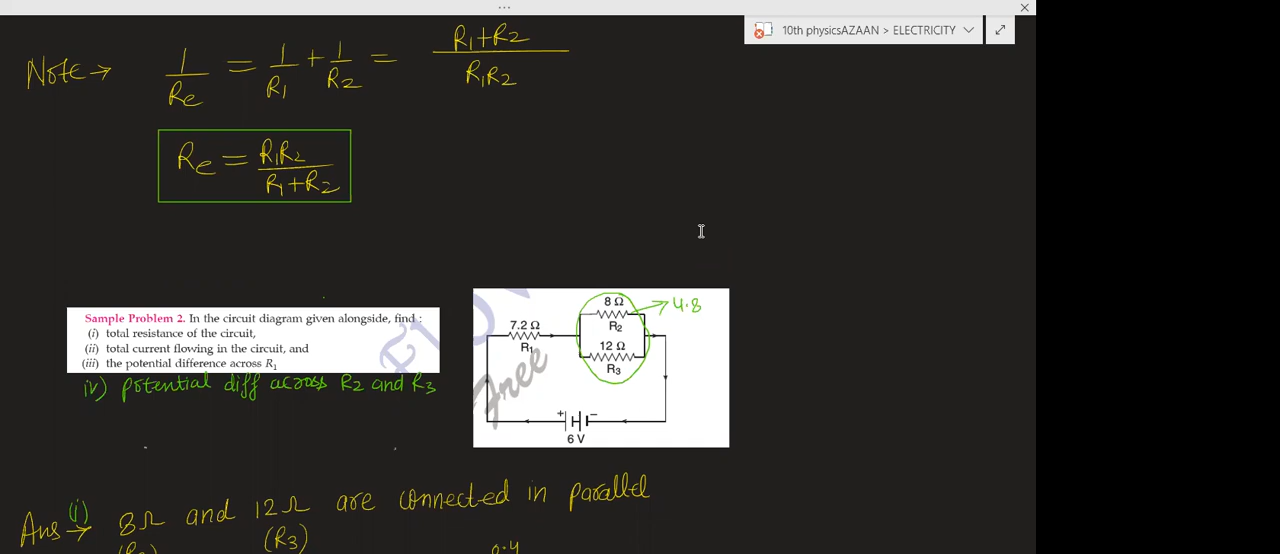 10th physicsAZAAN > ELECTRICITY
Note → 1/Re = 1/R1 + 1/R2 = R1+R2/R1R2
Re = R1R2/R1+R2
Sample Problem 2. In the circuit diagram given alongside, find :
(i) total resistance of the circuit,
(ii) total current flowing in the circuit, and
(iii) the potential difference across R1
iv) potential diff across R2 and R3
8 Ω → 4.8
R2
7.2 Ω
R1
12 Ω
R3
+ −
6 V
Free
Ans → (i) 8Ω and 12Ω are connected in parallel
(R3)